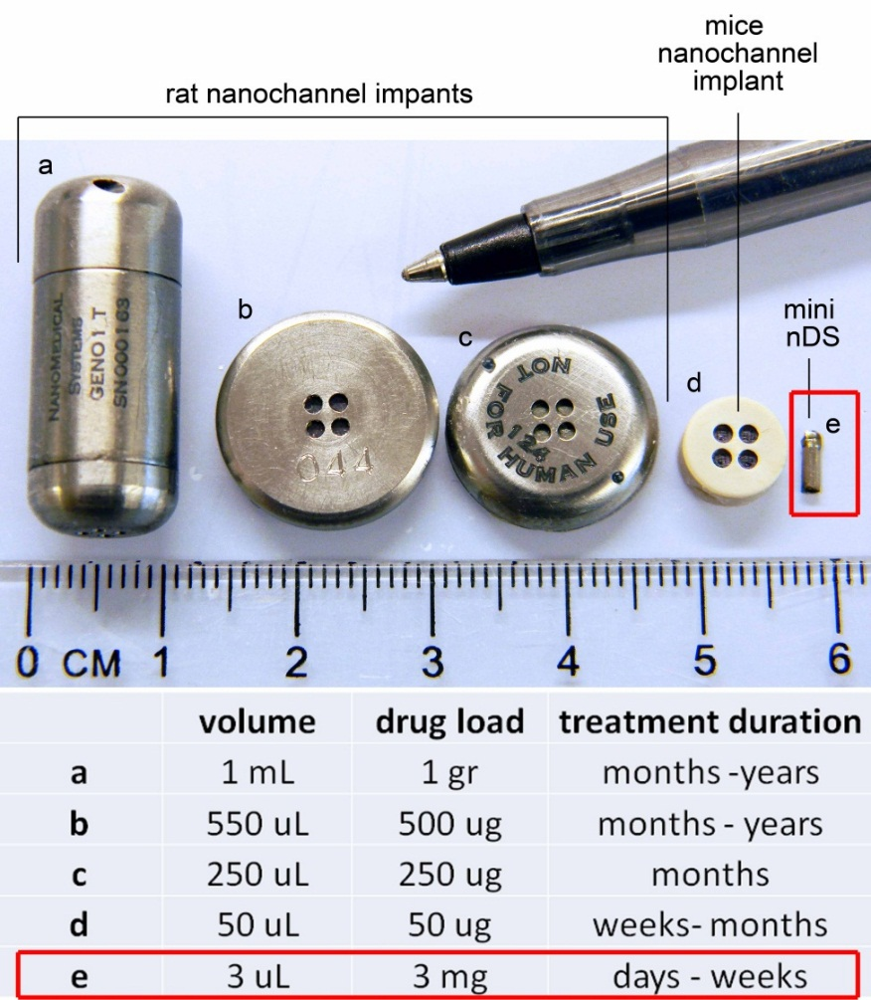 mice
nanochannel
implant
rat nanochannel impants
a
NANOMEDICAL
SYSTEMS
GEN01_T
SN000163
b
044
c
NOT FOR HUMAN USE
124
d
mini
nDS
e
0 CM 1 2 3 4 5 6
volume drug load treatment duration
a 1 mL 1 gr months -years
b 550 uL 500 ug months - years
c 250 uL 250 ug months
d 50 uL 50 ug weeks- months
e 3 uL 3 mg days - weeks